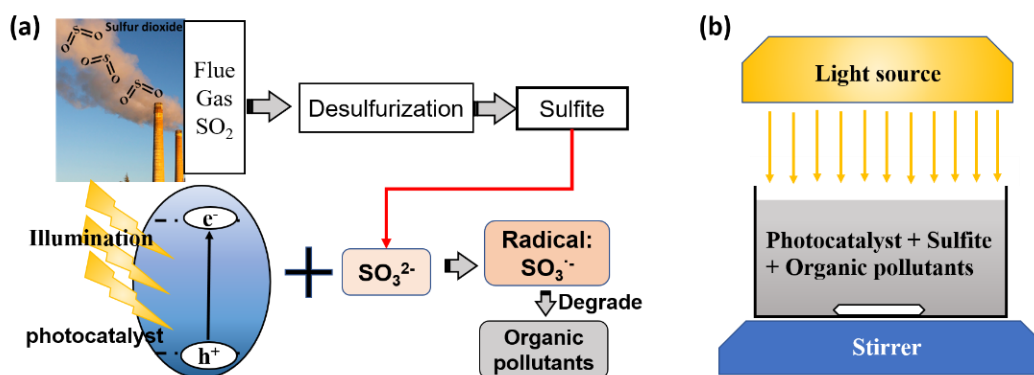 (a)
Sulfur dioxide
S
O
O
O
S
O
O
S
O
Flue
Gas
SO₂
Desulfurization
Sulfite
e⁻
Illumination
SO₃²⁻
Radical:
SO₃˙⁻
Degrade
photocatalyst
h⁺
Organic
pollutants
(b)
Light source
Photocatalyst + Sulfite
+ Organic pollutants
Stirrer